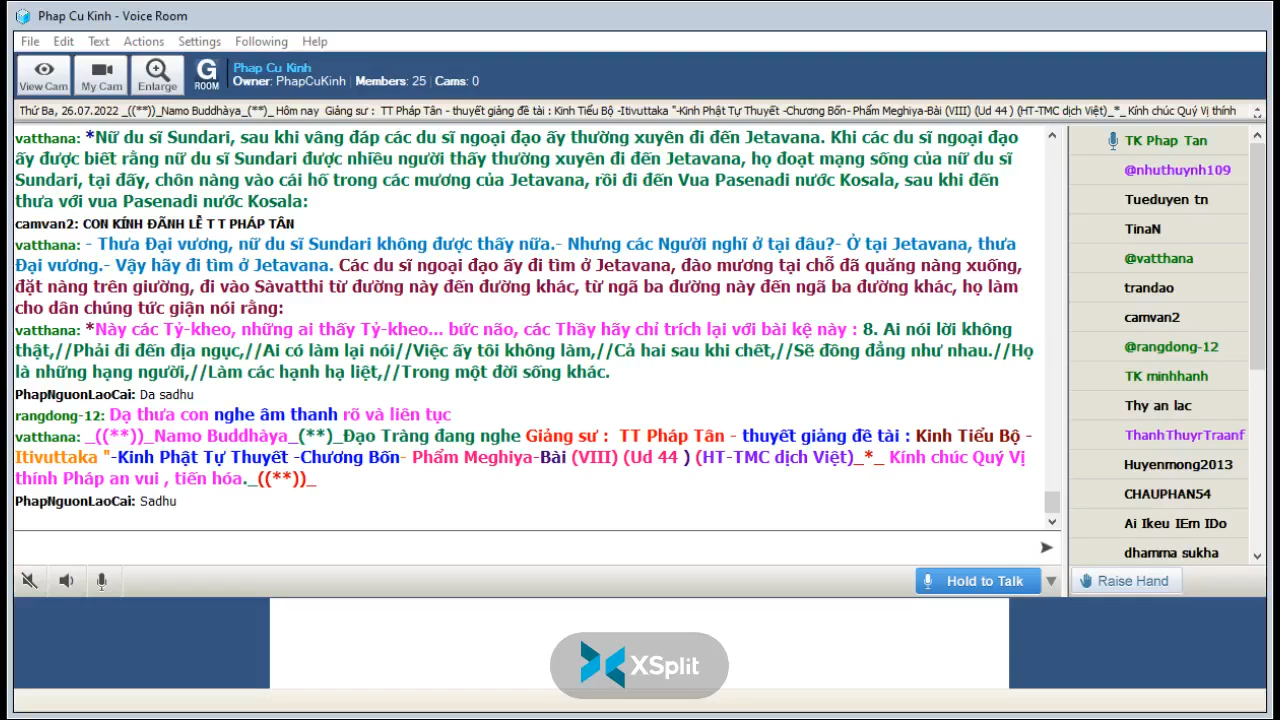 Phap Cu Kinh - Voice Room
File Edit Text Actions Settings Following Help
View Cam My Cam Enlarge G ROOM
Phap Cu Kinh
Owner: PhapCuKinh Members: 25 Cams: 0
Thứ Ba, 26.07.2022 _((**))_Namo Buddhàya_(**)_ Hôm nay Giảng sư : TT Pháp Tân - thuyết giảng đề tài : Kinh Tiểu Bộ -Itivuttaka "-Kinh Phật Tự Thuyết -Chương Bốn- Phẩm Meghiya-Bài (VIII) (Ud 44 ) (HT-TMC dịch Việt)_*_ Kính chúc Quý Vị thính
vatthana: *Nữ du sĩ Sundari, sau khi vâng đáp các du sĩ ngoại đạo ấy thường xuyên đi đến Jetavana. Khi các du sĩ ngoại đạo
ấy được biết rằng nữ du sĩ Sundari được nhiều người thấy thường xuyên đi đến Jetavana, họ đoạt mạng sống của nữ du sĩ
Sundari, tại đấy, chôn nàng vào cái hố trong các mương của Jetavana, rồi đi đến Vua Pasenadi nước Kosala, sau khi đến
thưa với vua Pasenadi nước Kosala:
camvan2: CON KÍNH ĐÃNH LỄ T T PHÁP TÂN
vatthana: - Thưa Đại vương, nữ du sĩ Sundari không được thấy nữa.- Nhưng các Người nghĩ ở tại đâu?- Ở tại Jetavana, thưa
Đại vương.- Vậy hãy đi tìm ở Jetavana. Các du sĩ ngoại đạo ấy đi tìm ở Jetavana, đào mương tại chỗ đã quăng nàng xuống,
đặt nàng trên giường, đi vào Sàvatthi từ đường này đến đường khác, từ ngã ba đường này đến ngã ba đường khác, họ làm
cho dân chúng tức giận nói rằng:
vatthana: *Này các Tỷ-kheo, những ai thấy Tỷ-kheo... bức não, các Thầy hãy chỉ trích lại với bài kệ này : 8. Ai nói lời không
thật,//Phải đi đến địa ngục,//Ai có làm lại nói//Việc ấy tôi không làm,//Cả hai sau khi chết,//Sẽ đồng đẳng như nhau.//Họ
là những hạng người,//Làm các hạnh hạ liệt,//Trong một đời sống khác.
PhapNguonLaoCai: Da sadhu
rangdong-12: Dạ thưa con nghe âm thanh rõ và liên tục
vatthana: _((**))_Namo Buddhàya_(**)_Đạo Tràng đang nghe Giảng sư : TT Pháp Tân - thuyết giảng đề tài : Kinh Tiểu Bộ -
Itivuttaka "-Kinh Phật Tự Thuyết -Chương Bốn- Phẩm Meghiya-Bài (VIII) (Ud 44 ) (HT-TMC dịch Việt)_*_ Kính chúc Quý Vị
thính Pháp an vui , tiến hóa._((**))_
PhapNguonLaoCai: Sadhu
TK Phap Tan
@nhuthuynh109
Tueduyen tn
TinaN
@vatthana
trandao
camvan2
@rangdong-12
TK minhhanh
Thy an lac
ThanhThuyrTraanf
Huyenmong2013
CHAUPHAN54
Ai Ikeu IEm IDo
dhamma sukha
Hold to Talk
Raise Hand
XSplit